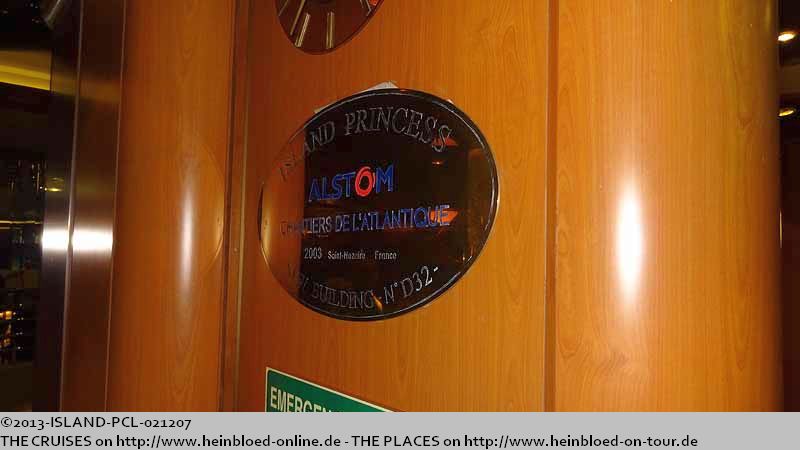 ISLAND PRINCESS
ALSTOM
CHANTIERS DE L'ATLANTIQUE
2003 Saint-Nazaire France
BUILDING N° D32-
EMERGEN
©2013-ISLAND-PCL-021207
THE CRUISES on http://www.heinbloed-online.de - THE PLACES on http://www.heinbloed-on-tour.de